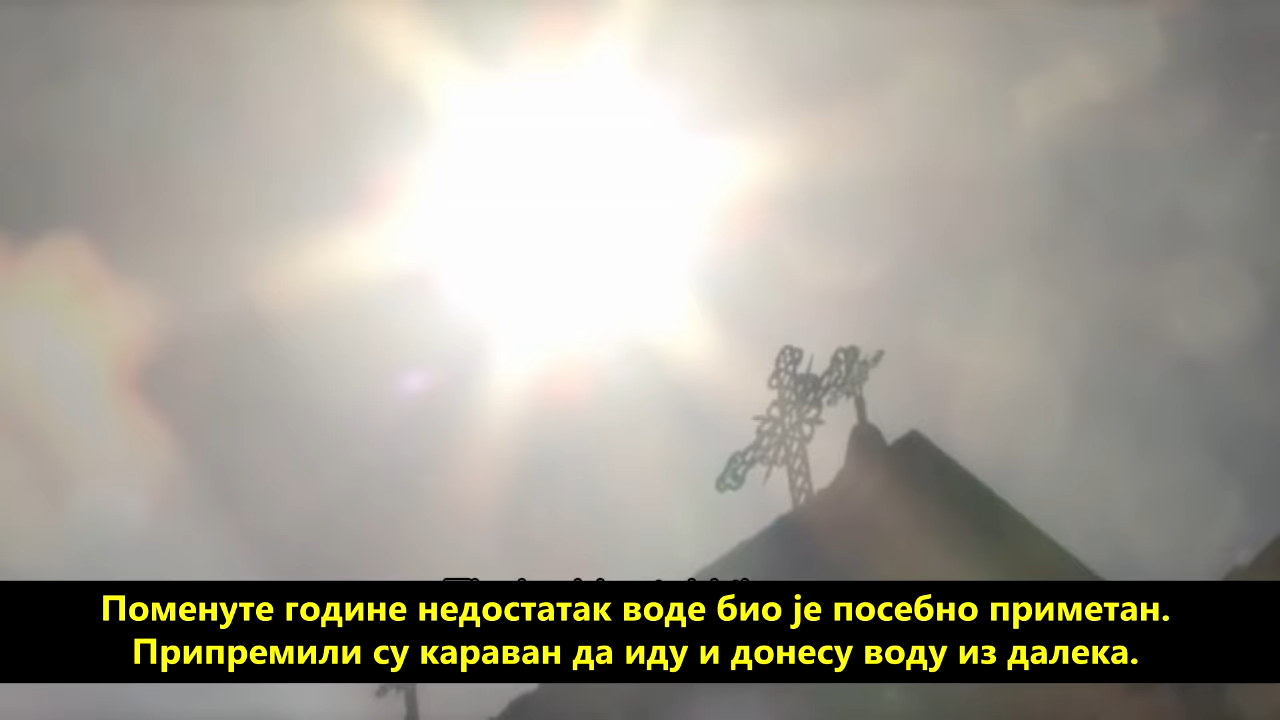 Поменуте године недостатак воде био је посебно приметан.
Припремили су караван да иду и донесу воду из далека.